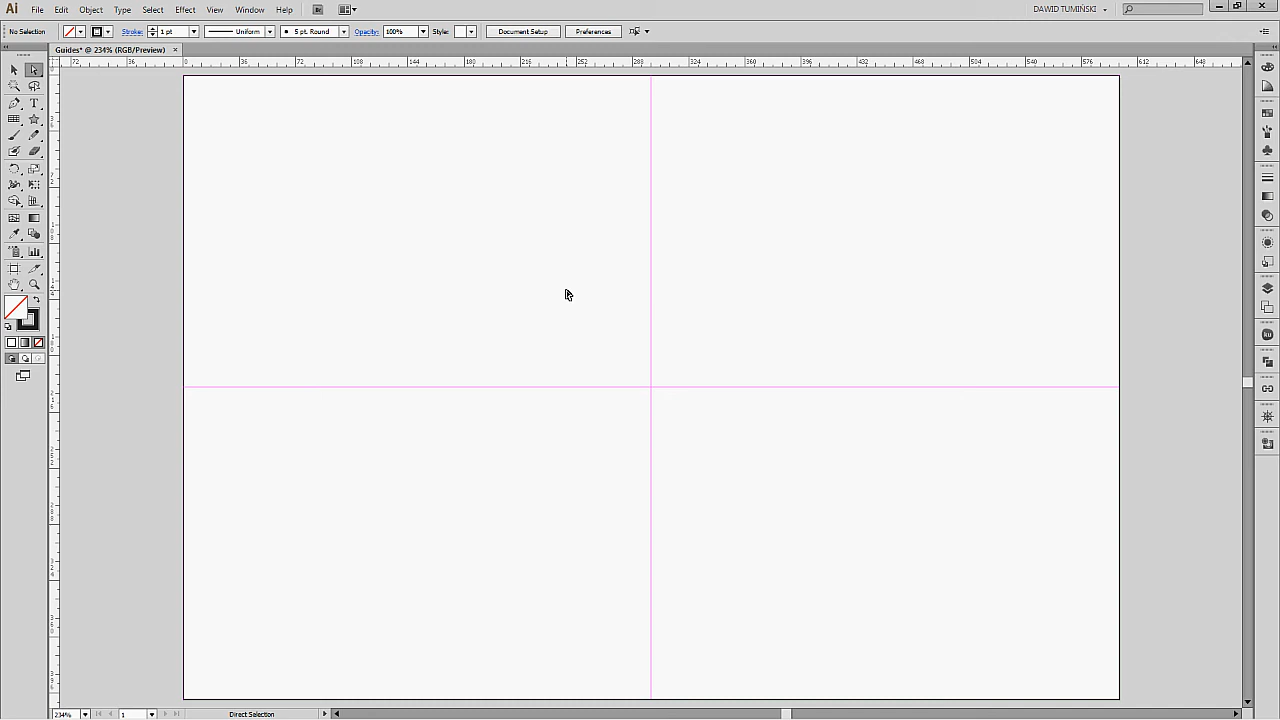 Ai File Edit Object Type Select Effect View Window Help Br DAWID TUMIŃSKI
No Selection Stroke: 1 pt Uniform 5 pt. Round Opacity: 100% Style: Document Setup Preferences
Guides* @ 234% (RGB/Preview) ×
72 36 0 36 72 108 144 180 216 252 288 324 360 396 432 468 504 540 576 612 648
234% 1 Direct Selection